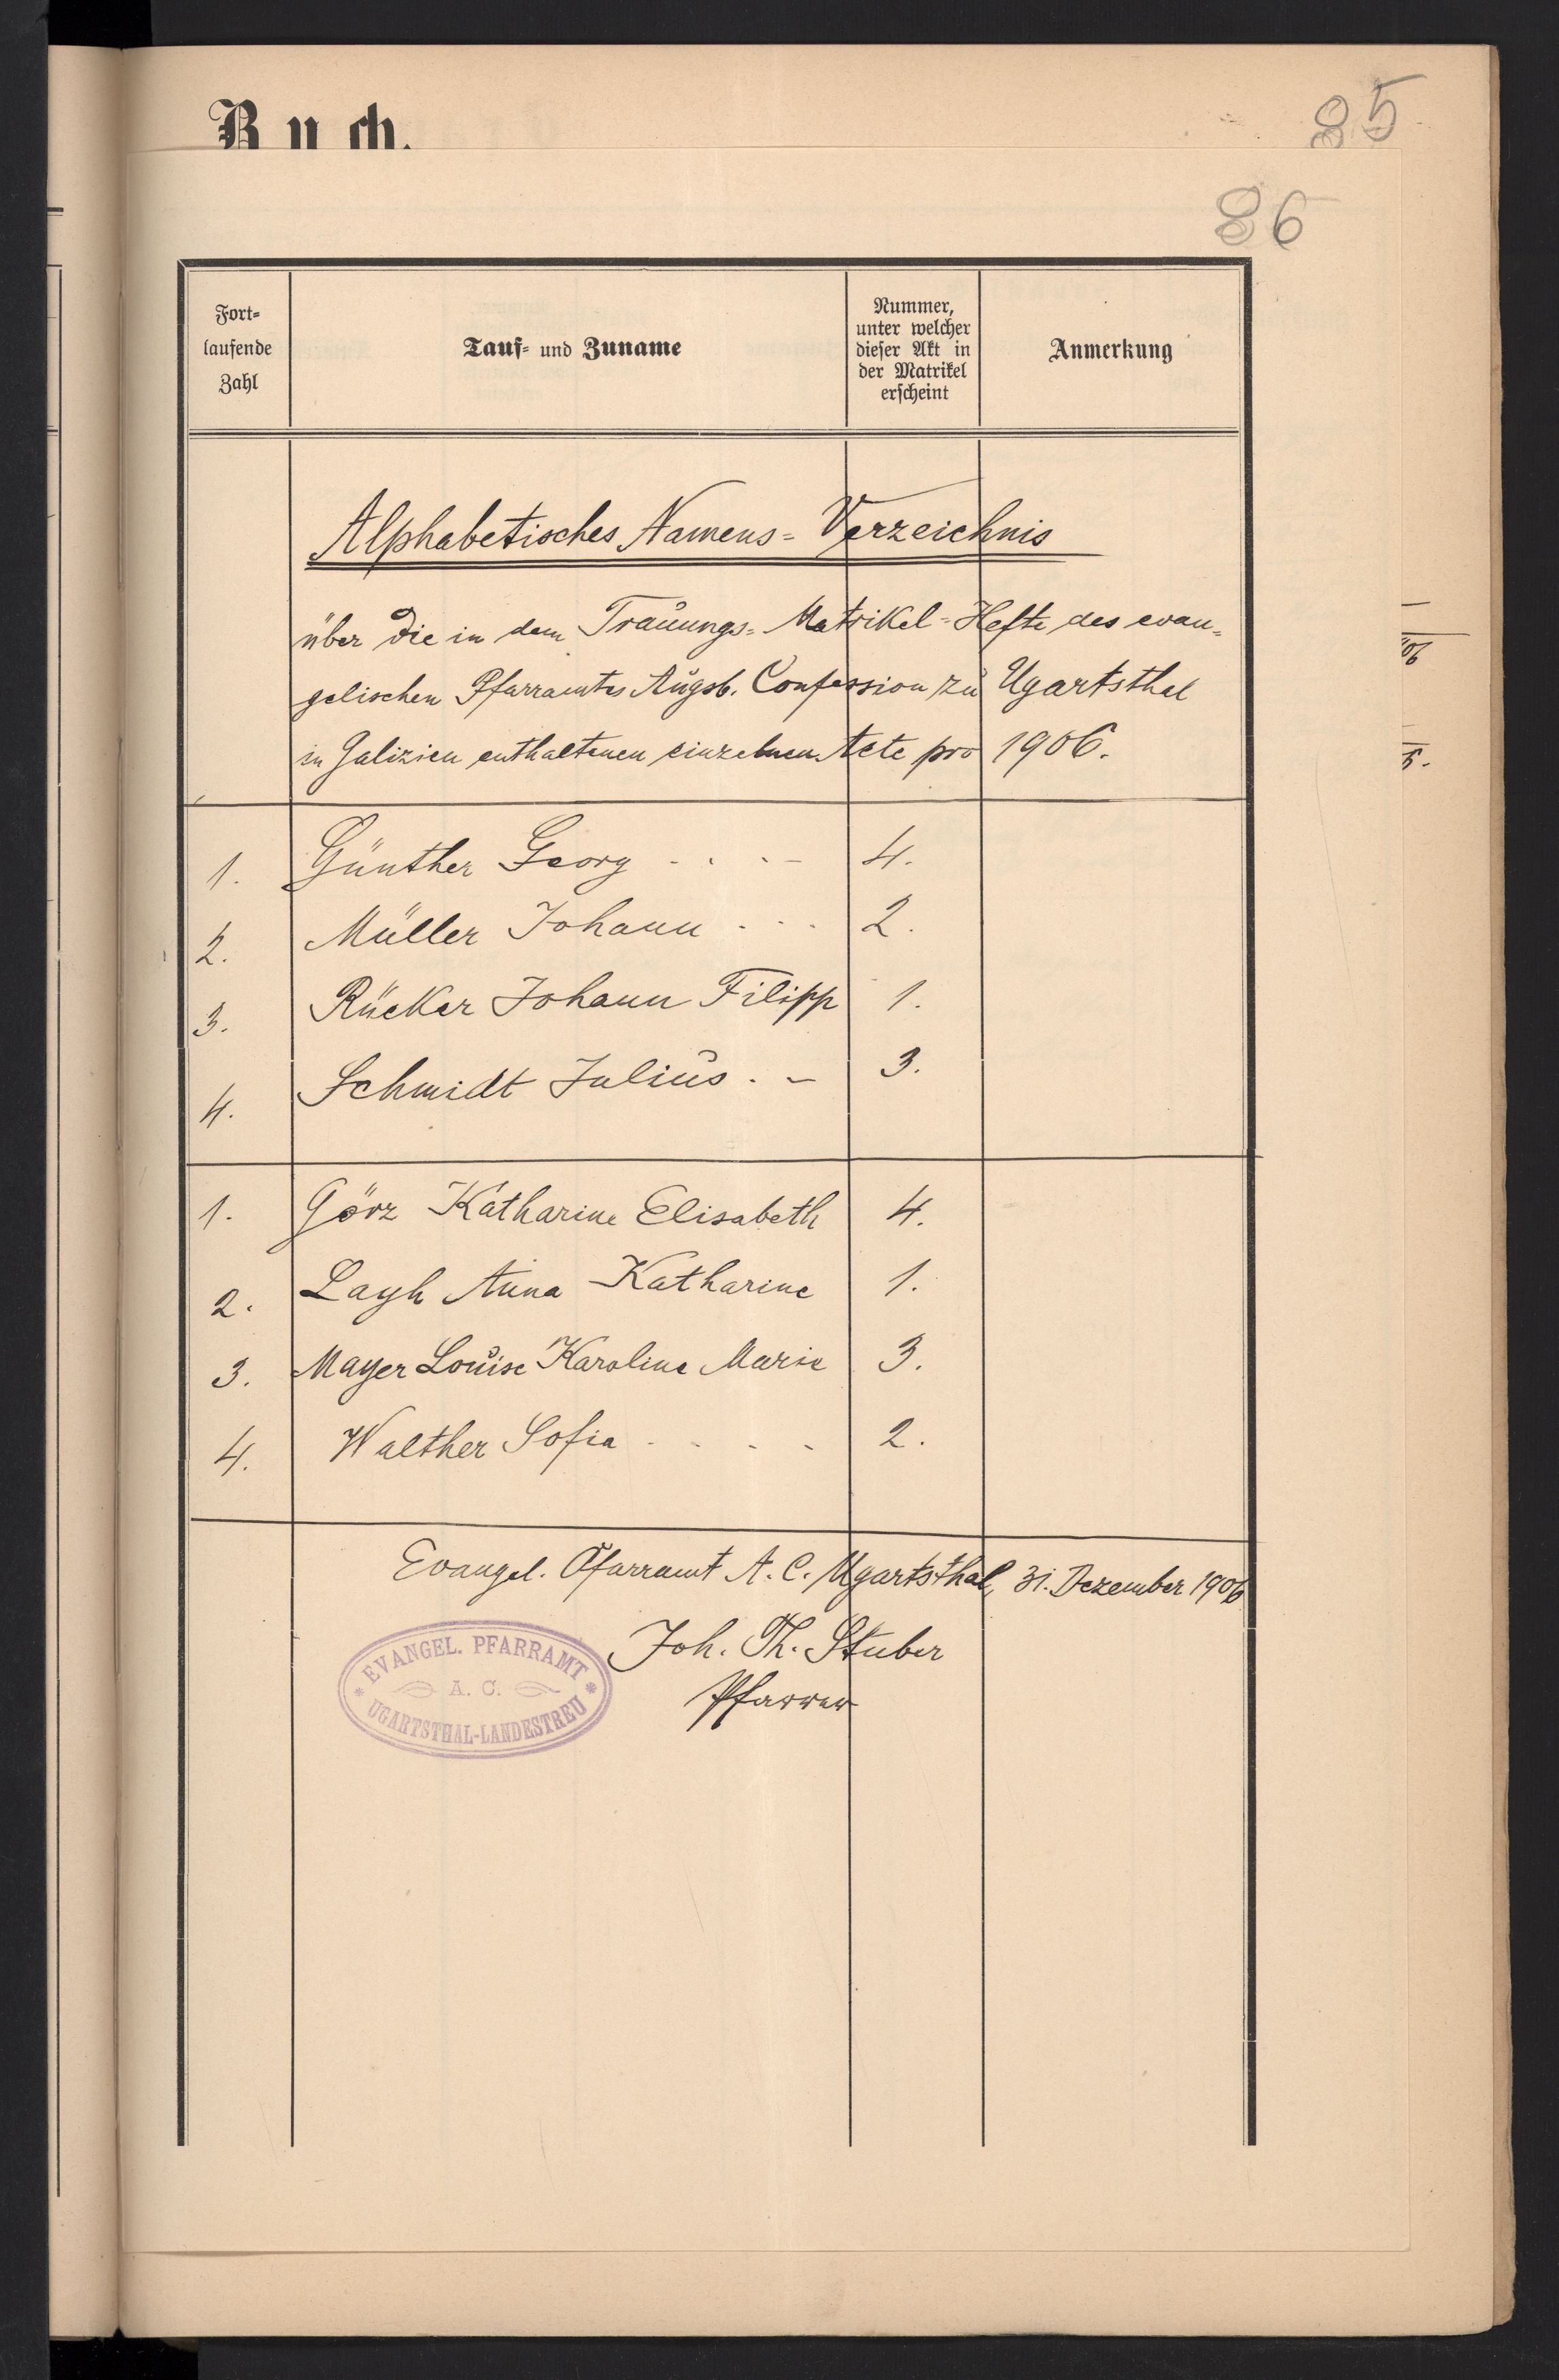 Buch.
85
86
Fort-
laufende
Zahl
Tauf- und Zuname
Nummer,
unter welcher
dieser Akt in
der Matrikel
erscheint
Anmerkung
Alphabetisches Namens-Verzeichnis
über die in dem Trauungs-Matrikel-Hefte des evan-
gelischen Pfarramtes Augsb. Confession zu Ugartsthal
in Galizien enthaltenen einzelnen Acte pro 1906.
1. Günther Georg . . . - 4.
2. Müller Johann . . . 2.
3. Rücker Johann Filipp 1.
4. Schmidt Julius . - 3.
1. Görz Katharine Elisabeth 4.
2. Layh Anna Katharine 1.
3. Mayer Louise Karoline Marie 3.
4. Walther Sofia . . . . 2.
Evangel. Pfarramt A. C. Ugartsthal, 31. Dezember 1906
Joh. Th. Stuber
Pfarrer
EVANGEL. PFARRAMT
A. C.
UGARTSTHAL-LANDESTREU